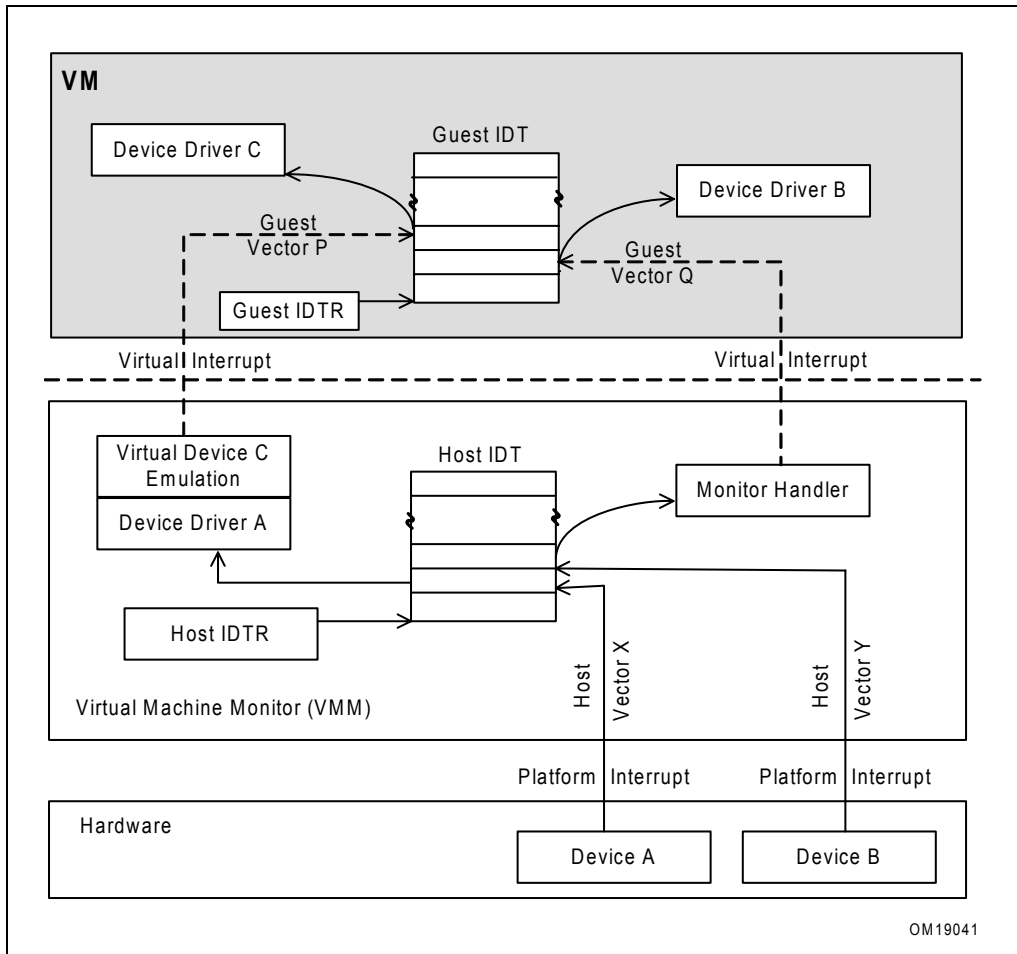 VM
Guest IDT
Device Driver C
Device Driver B
Guest
Vector P
Guest
Vector Q
Guest IDTR
Virtual Interrupt
Virtual Interrupt
Virtual Device C
Emulation
Device Driver A
Host IDT
Monitor Handler
Host IDTR
Host
Vector X
Host
Vector Y
Virtual Machine Monitor (VMM)
Platform Interrupt
Platform Interrupt
Hardware
Device A
Device B
OM19041